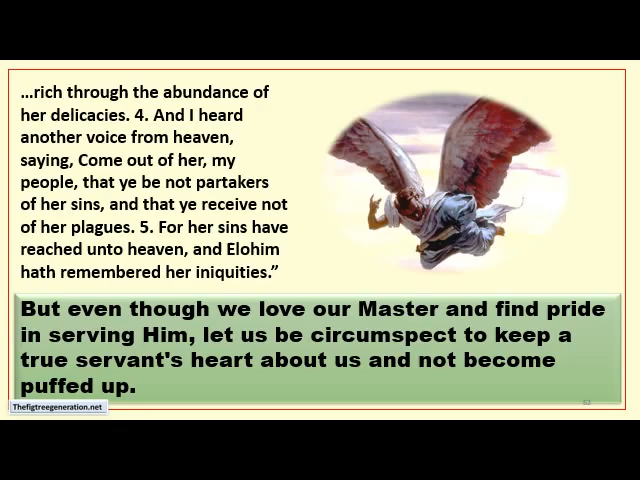 …rich through the abundance of
her delicacies. 4. And I heard
another voice from heaven,
saying, Come out of her, my
people, that ye be not partakers
of her sins, and that ye receive not
of her plagues. 5. For her sins have
reached unto heaven, and Elohim
hath remembered her iniquities.”
But even though we love our Master and find pride
in serving Him, let us be circumspect to keep a
true servant's heart about us and not become
puffed up.
Thefigtreegeneration.net
52